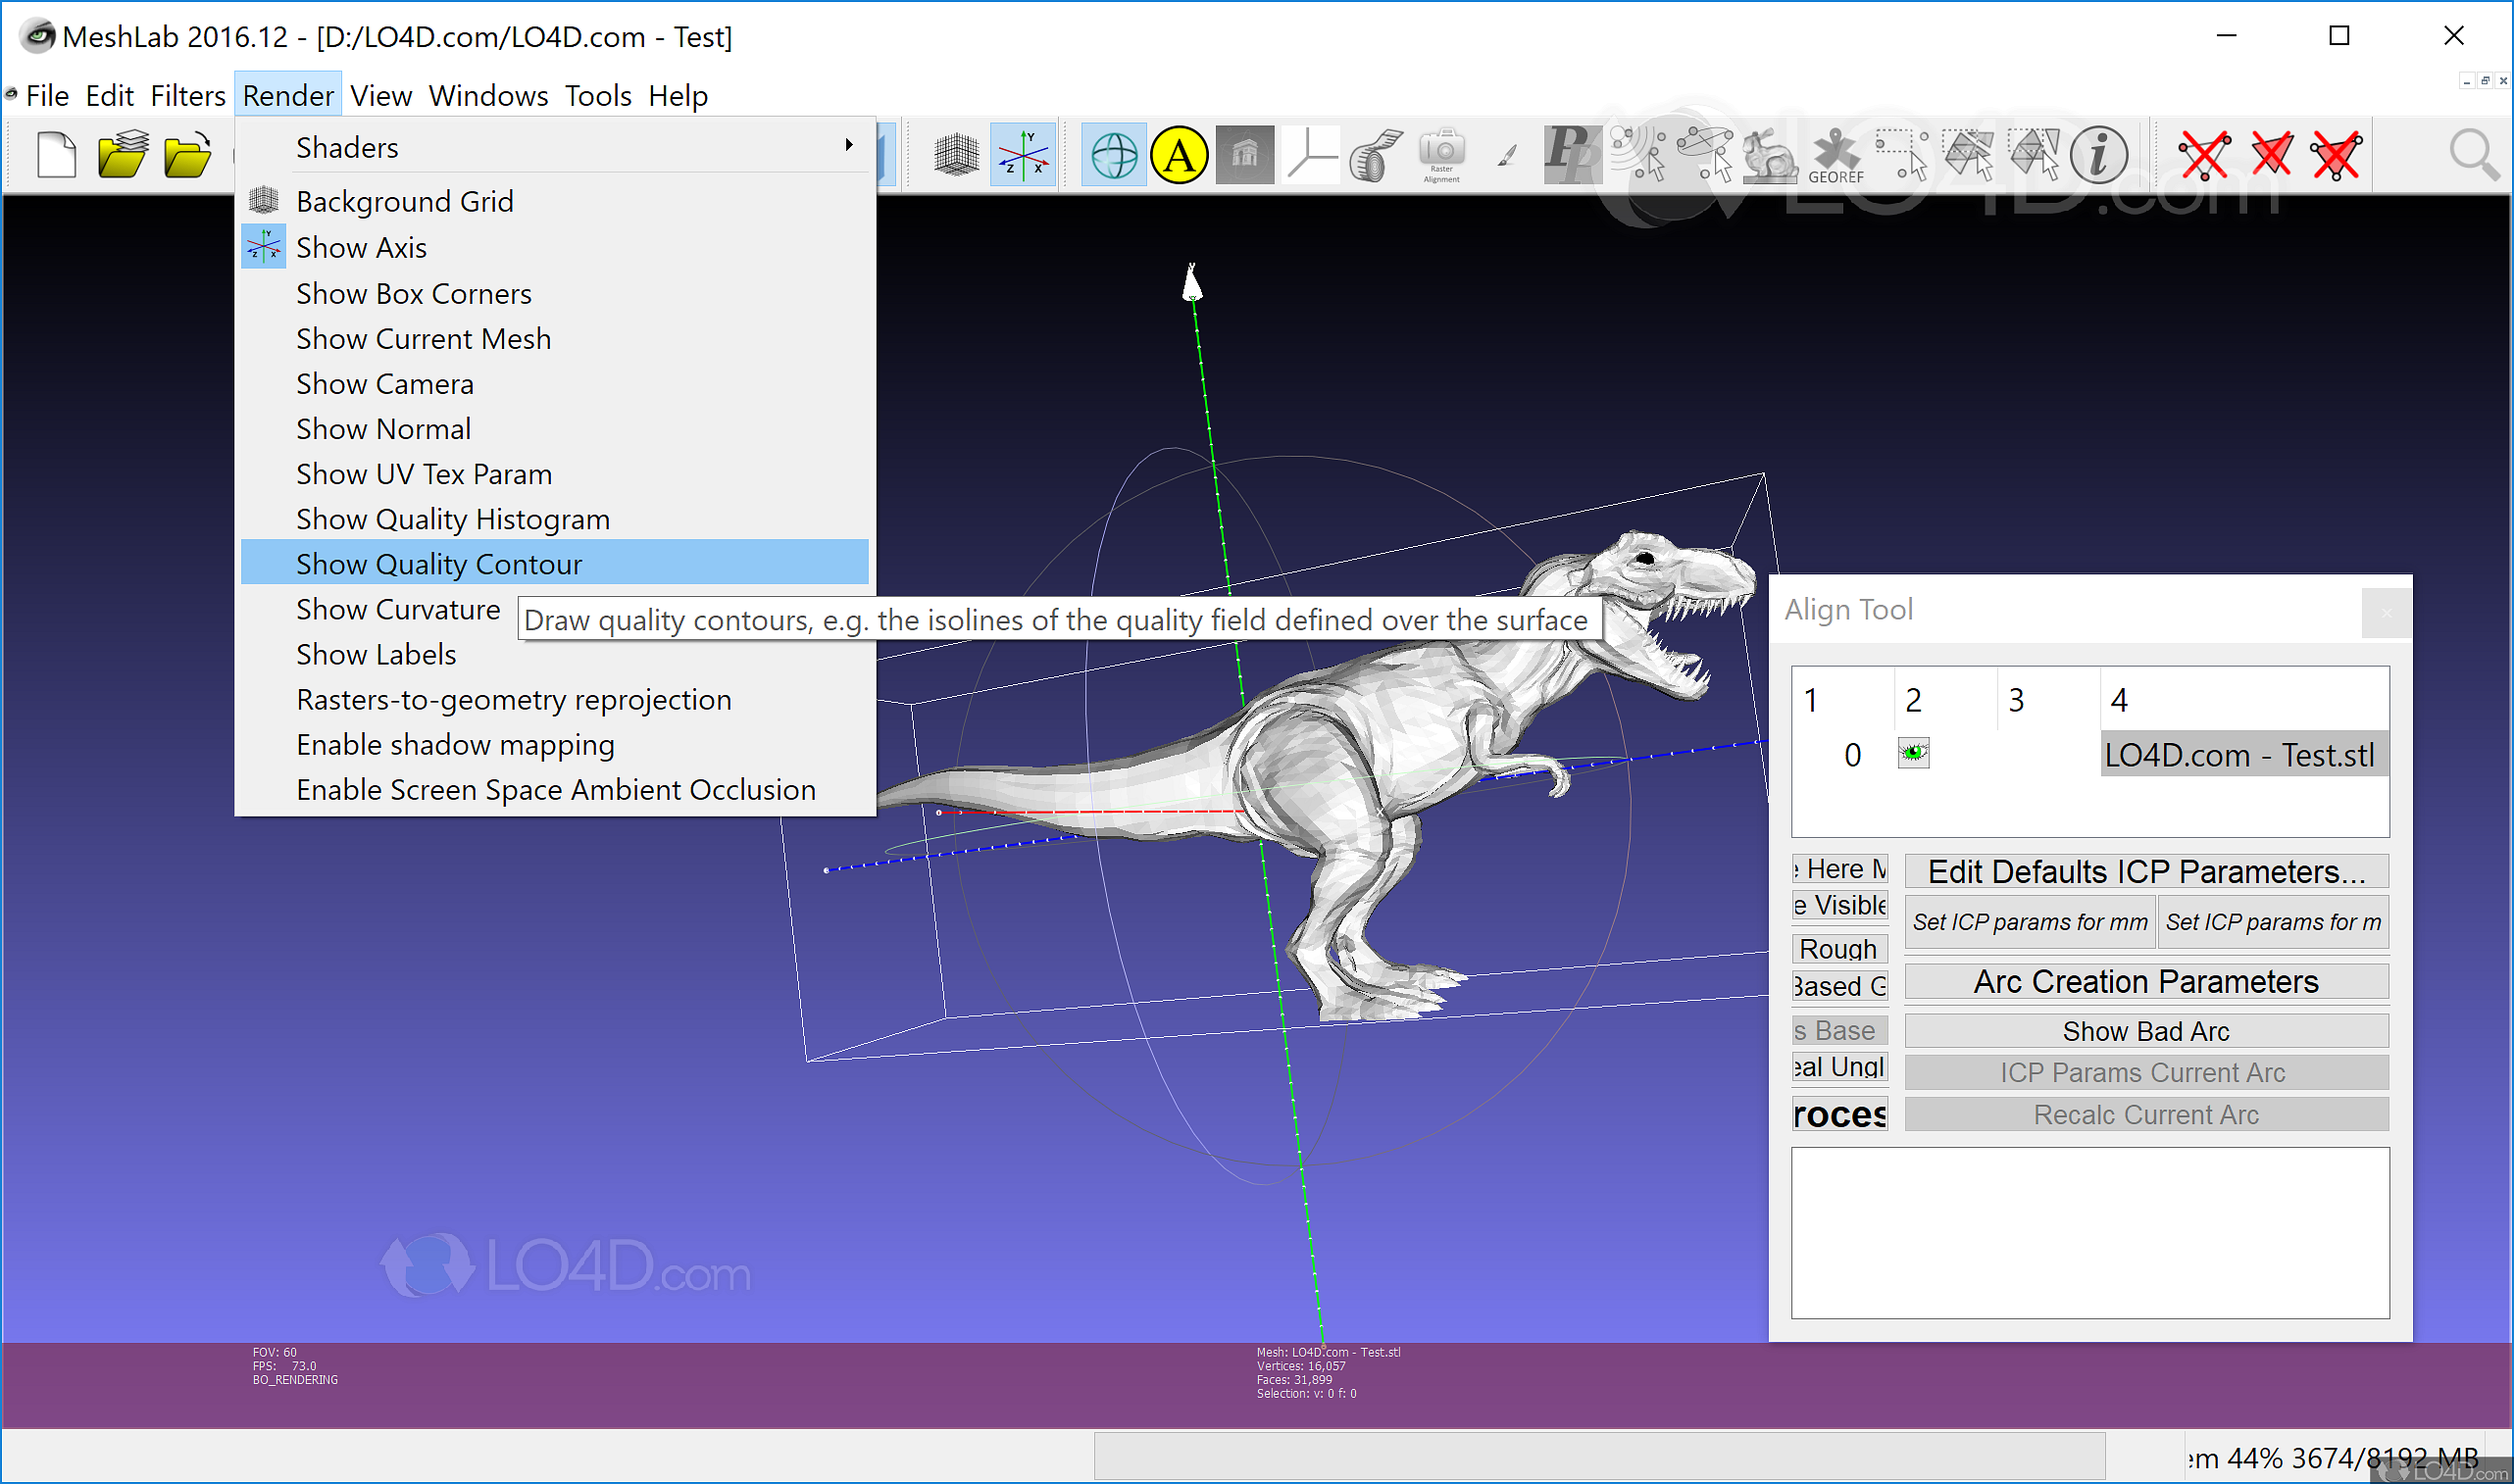 MeshLab 2016.12 - [D:/LO4D.com/LO4D.com - Test]
File Edit Filters Render View Windows Tools Help
Shaders
Background Grid
Show Axis
Show Box Corners
Show Current Mesh
Show Camera
Show Normal
Show UV Tex Param
Show Quality Histogram
Show Quality Contour
Show Curvature
Draw quality contours, e.g. the isolines of the quality field defined over the surface
Show Labels
Rasters-to-geometry reprojection
Enable shadow mapping
Enable Screen Space Ambient Occlusion
Y
Z X
A
Raster
Alignment
PP
GEOREF
i
LO4D.com
Y
Align Tool
1 2 3 4
0 LO4D.com - Test.stl
e Here M
Edit Defaults ICP Parameters...
e Visible
Set ICP params for mm
Set ICP params for m
Rough
Based G
Arc Creation Parameters
s Base
Show Bad Arc
eal Ungl
ICP Params Current Arc
roces
Recalc Current Arc
LO4D.com
FOV: 60
FPS: 73.0
BO_RENDERING
Mesh: LO4D.com - Test.stl
Vertices: 16,057
Faces: 31,899
Selection: v: 0 f: 0
em 44% 3674/8192 MB
LO4D.com